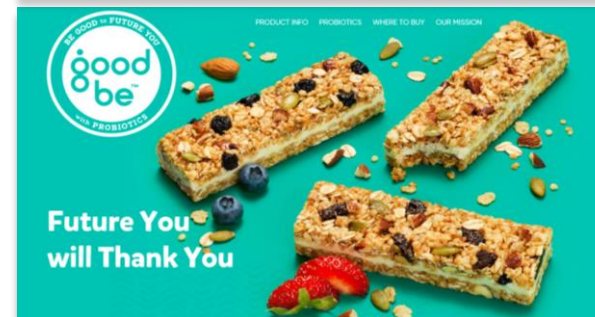 BE GOOD to FUTURE YOU
good
be™
with PROBIOTICS
PRODUCT INFO PROBIOTICS WHERE TO BUY OUR MISSION
Future You
will Thank You